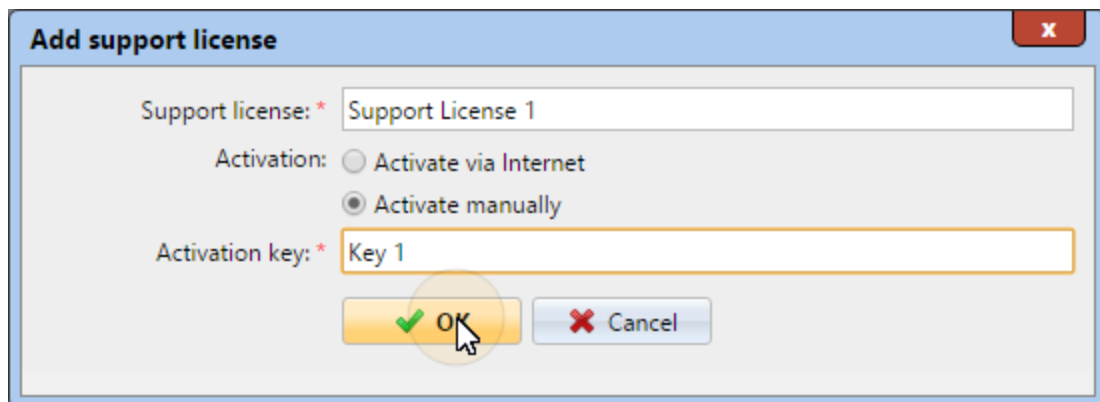 Add support license
x
Support license: * Support License 1
Activation: Activate via Internet
Activate manually
Activation key: * Key 1
OK Cancel